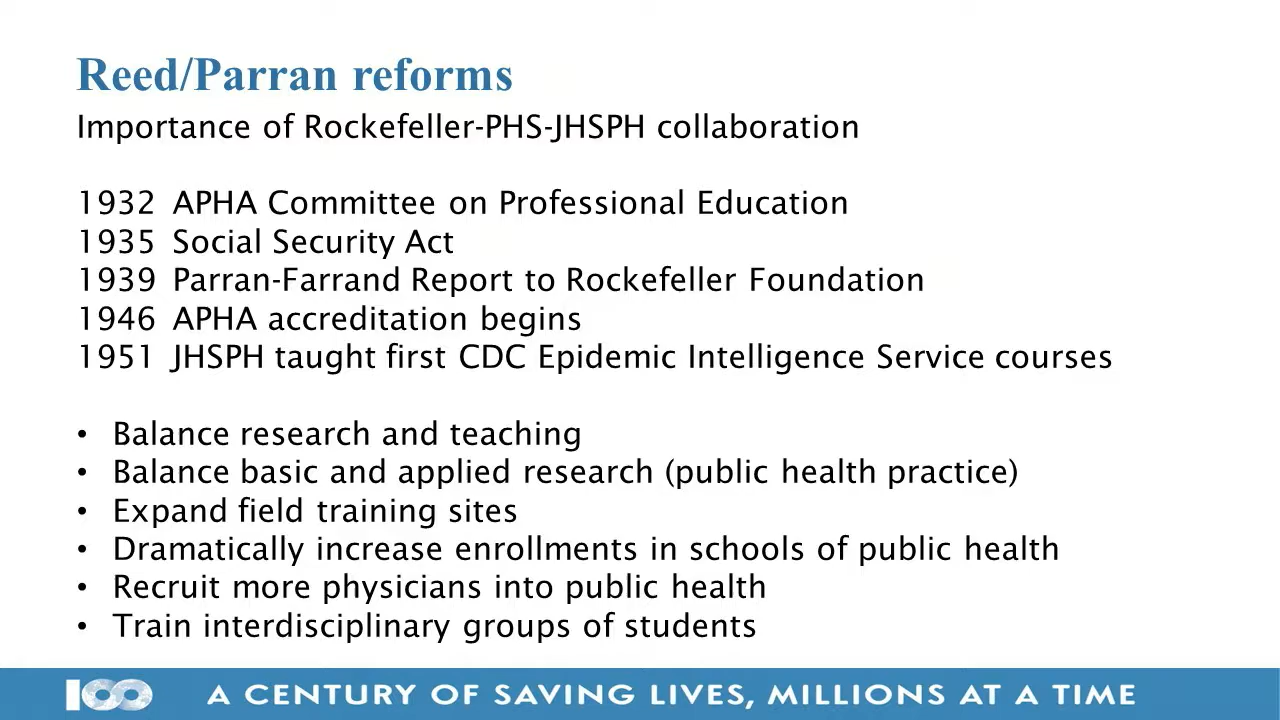 Reed/Parran reforms
Importance of Rockefeller-PHS-JHSPH collaboration
1932 APHA Committee on Professional Education
1935 Social Security Act
1939 Parran-Farrand Report to Rockefeller Foundation
1946 APHA accreditation begins
1951 JHSPH taught first CDC Epidemic Intelligence Service courses
• Balance research and teaching
• Balance basic and applied research (public health practice)
• Expand field training sites
• Dramatically increase enrollments in schools of public health
• Recruit more physicians into public health
• Train interdisciplinary groups of students
100 A CENTURY OF SAVING LIVES, MILLIONS AT A TIME